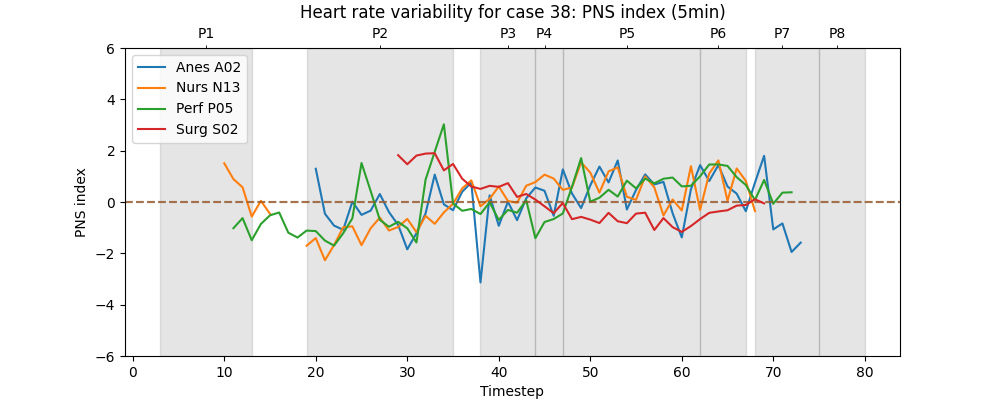 Heart rate variability for case 38: PNS index (5min)
P1 P2 P3 P4 P5 P6 P7 P8
Anes A02
Nurs N13
Perf P05
Surg S02
PNS index
6
4
2
0
−2
−4
−6
0 10 20 30 40 50 60 70 80
Timestep